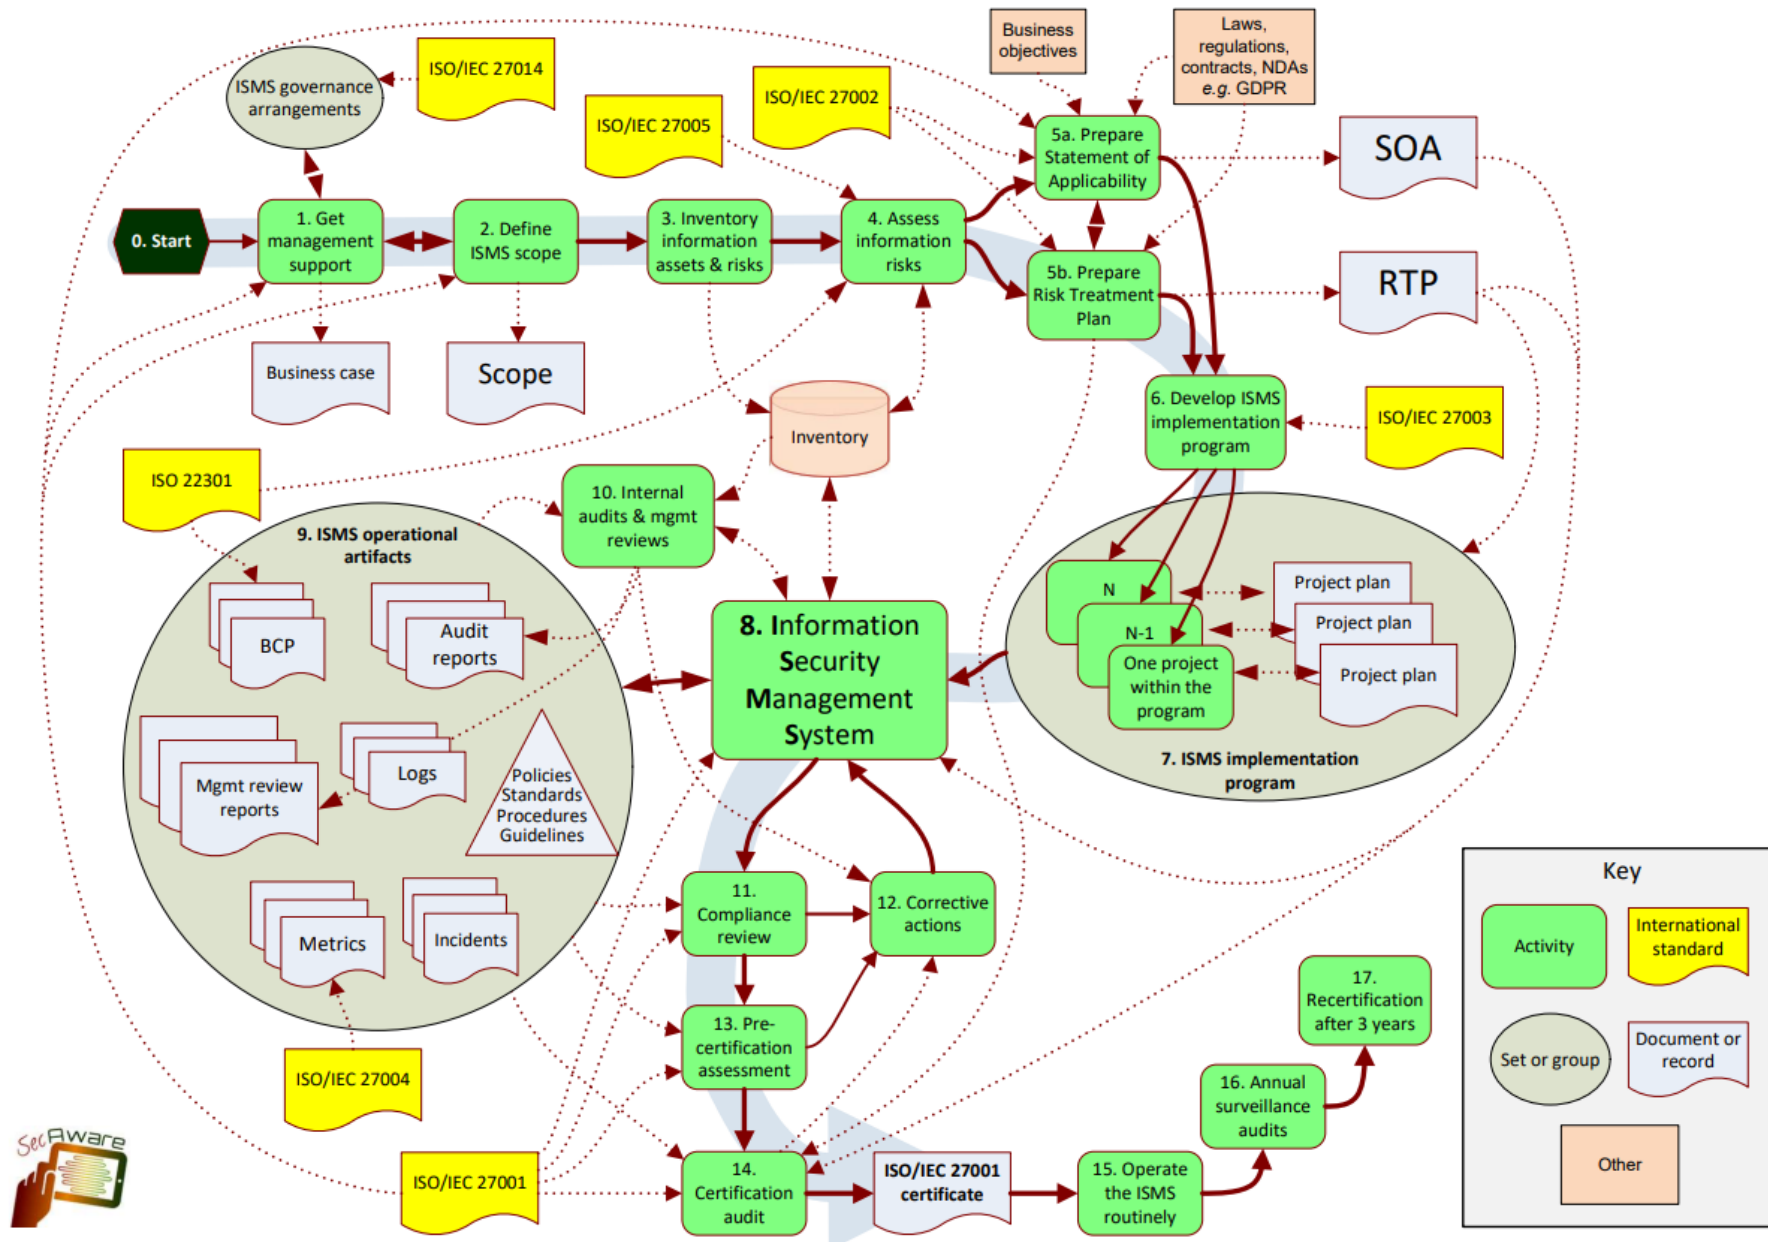 Business
objectives
Laws,
regulations,
contracts, NDAs
e.g. GDPR
ISMS governance
arrangements
ISO/IEC 27014
ISO/IEC 27002
ISO/IEC 27005
5a. Prepare
Statement of
Applicability
SOA
0. Start
1. Get
management
support
2. Define
ISMS scope
3. Inventory
information
assets & risks
4. Assess
information
risks
5b. Prepare
Risk Treatment
Plan
RTP
Business case
Scope
Inventory
6. Develop ISMS
implementation
program
ISO/IEC 27003
ISO 22301
10. Internal
audits & mgmt
reviews
9. ISMS operational
artifacts
BCP
Audit
reports
Mgmt review
reports
Logs
Policies
Standards
Procedures
Guidelines
Metrics
Incidents
8. Information
Security
Management
System
N
N-1
One project
within the
program
Project plan
Project plan
Project plan
7. ISMS implementation
program
11.
Compliance
review
12. Corrective
actions
13. Pre-
certification
assessment
ISO/IEC 27004
ISO/IEC 27001
14.
Certification
audit
ISO/IEC 27001
certificate
15. Operate
the ISMS
routinely
16. Annual
surveillance
audits
17.
Recertification
after 3 years
Key
Activity
International
standard
Set or group
Document or
record
Other
SecAware